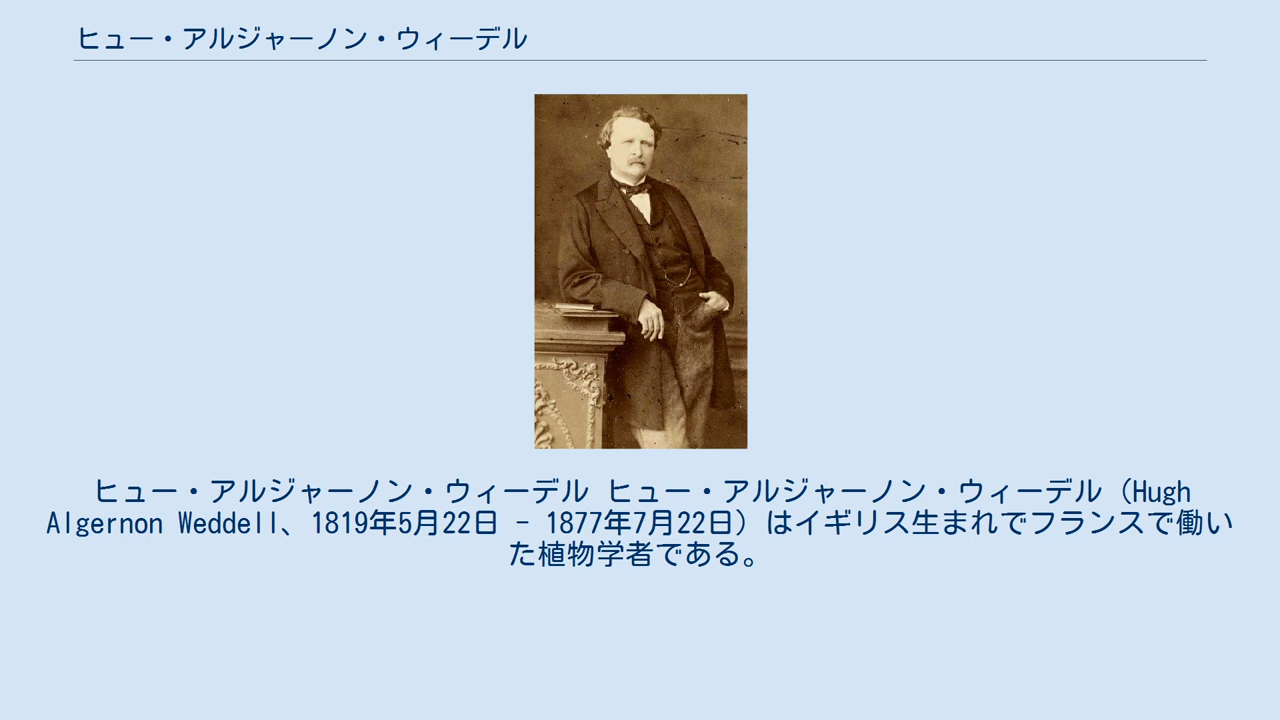 ヒュー・アルジャーノン・ウィーデル
ヒュー・アルジャーノン・ウィーデル ヒュー・アルジャーノン・ウィーデル（Hugh
Algernon Weddell、1819年5月22日 - 1877年7月22日）はイギリス生まれでフランスで働い
た植物学者である。